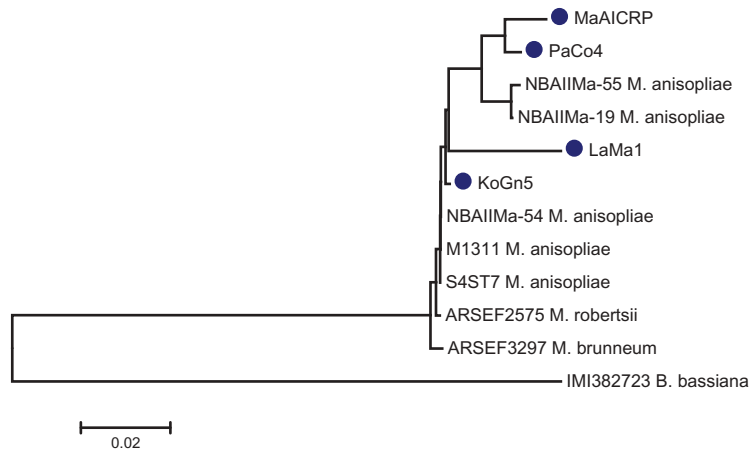 MaAICRP
PaCo4
NBAIIMa-55 M. anisopliae
NBAIIMa-19 M. anisopliae
LaMa1
KoGn5
NBAIIMa-54 M. anisopliae
M1311 M. anisopliae
S4ST7 M. anisopliae
ARSEF2575 M. robertsii
ARSEF3297 M. brunneum
IMI382723 B. bassiana
0.02